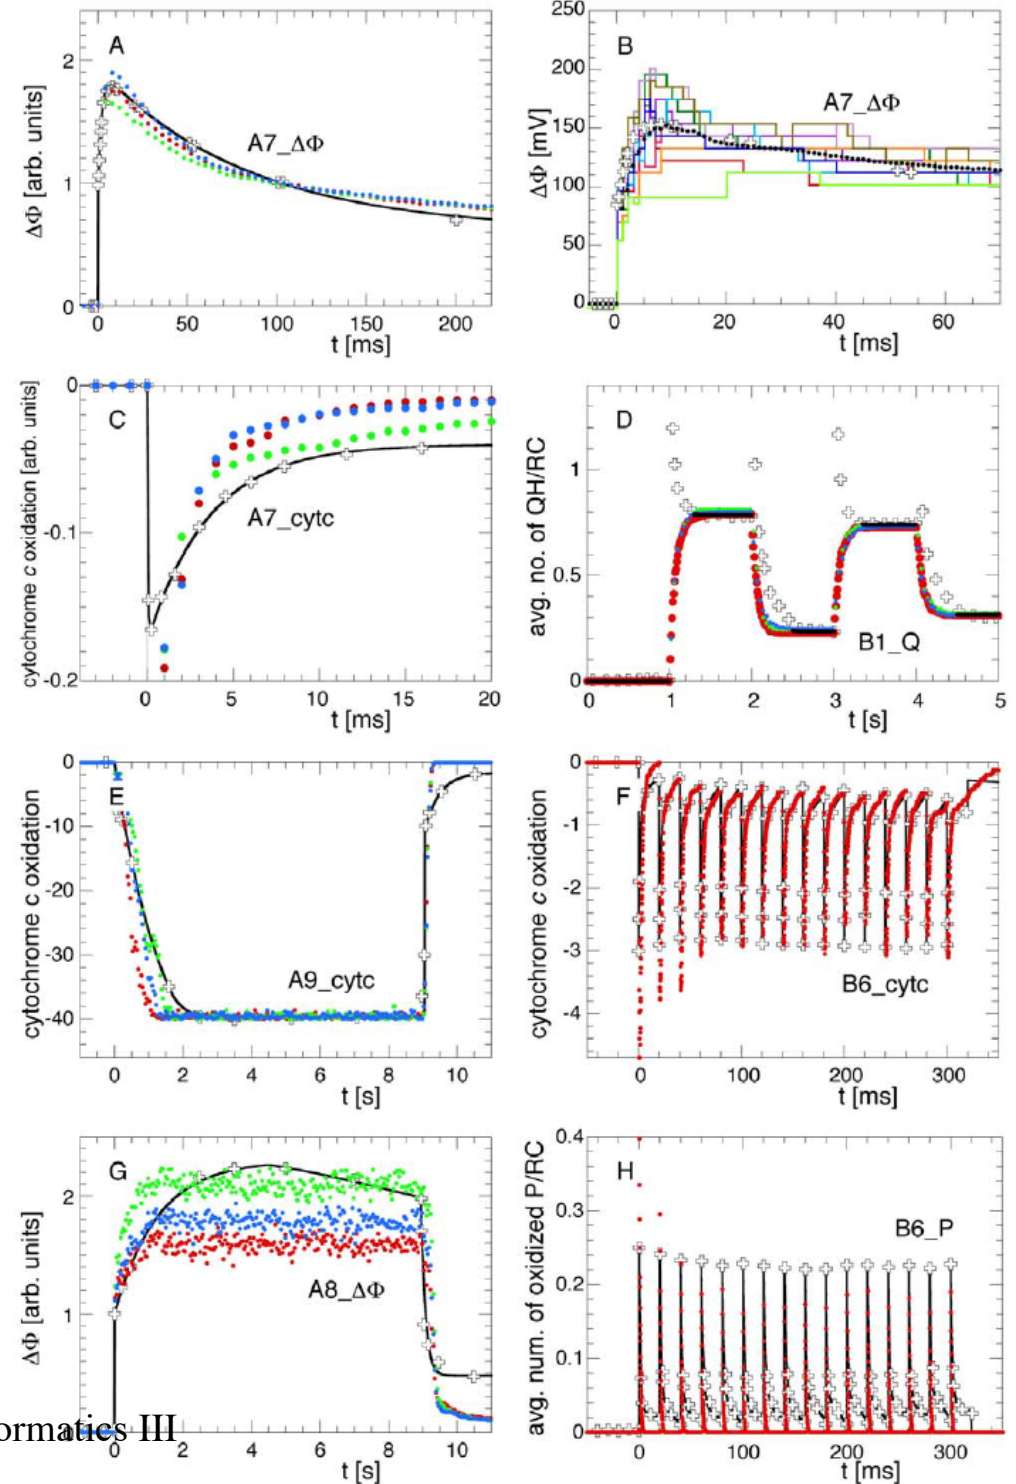 A
2
1
0
ΔΦ [arb. units]
A7_ΔΦ
0 50 100 150 200
t [ms]
B
250
200
150
100
50
0
ΔΦ [mV]
A7_ΔΦ
0 20 40 60
t [ms]
C
0
-0.1
-0.2
cytochrome c oxidation [arb. units]
A7_cytc
0 5 10 15 20
t [ms]
D
1
0.5
0
avg. no. of QH/RC
B1_Q
0 1 2 3 4 5
t [s]
E
0
-10
-20
-30
-40
cytochrome c oxidation
A9_cytc
0 2 4 6 8 10
t [s]
F
0
-1
-2
-3
-4
cytochrome c oxidation
B6_cytc
0 100 200 300
t [ms]
G
2
1
ΔΦ [arb. units]
A8_ΔΦ
0 2 4 6 8 10
t [s]
H
0.4
0.3
0.2
0.1
0
avg. num. of oxidized P/RC
B6_P
0 100 200 300
t [ms]
ormatics III